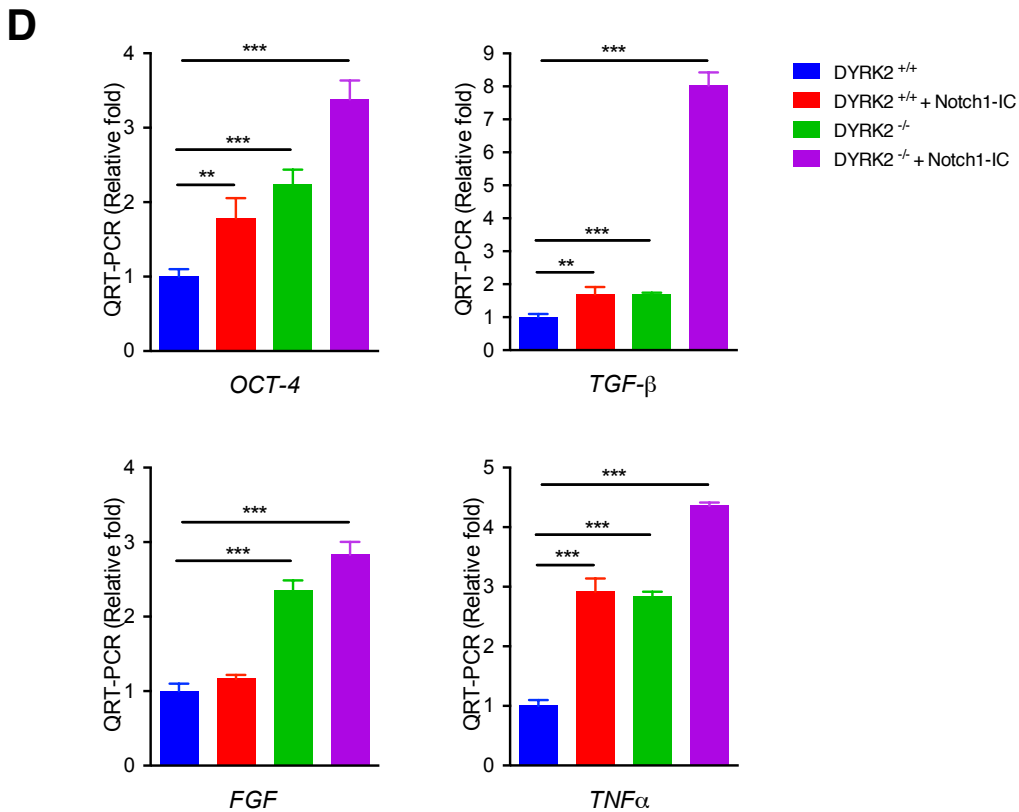 D
QRT-PCR (Relative fold)
4
3
2
1
0
***
***
**
OCT-4
QRT-PCR (Relative fold)
9
8
7
6
5
4
3
2
1
0
***
***
**
TGF-β
DYRK2 +/+
DYRK2 +/+ + Notch1-IC
DYRK2 -/-
DYRK2 -/- + Notch1-IC
QRT-PCR (Relative fold)
4
3
2
1
0
***
***
FGF
QRT-PCR (Relative fold)
5
4
3
2
1
0
***
***
***
TNFα